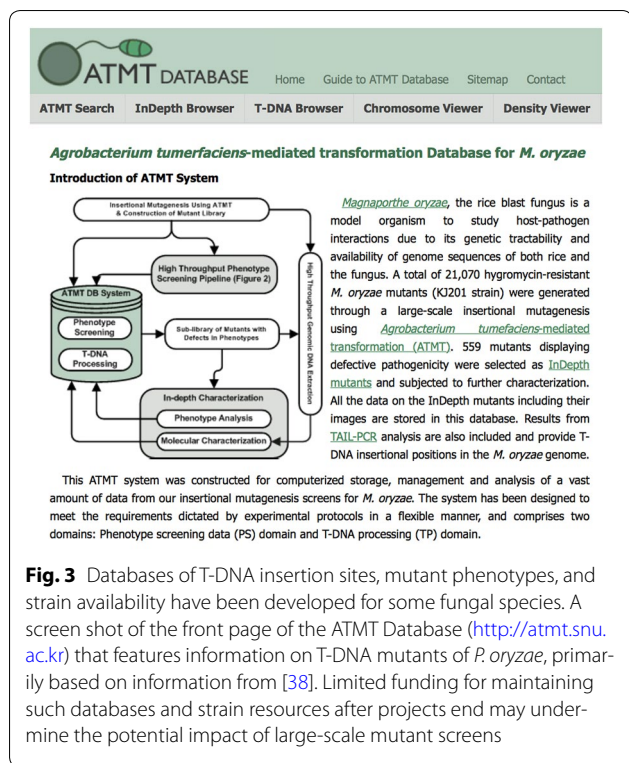 ATMT DATABASE
Home Guide to ATMT Database Sitemap Contact
ATMT Search InDepth Browser T-DNA Browser Chromosome Viewer Density Viewer
Agrobacterium tumerfaciens-mediated transformation Database for M. oryzae
Introduction of ATMT System
Insertional Mutagenesis Using ATMT
& Construction of Mutant Library
High Throughput Phenotype
Screening Pipeline (Figure 2)
ATMT DB System
Phenotype
Screening
T-DNA
Processing
Sub-library of Mutants with
Defects in Phenotypes
High Throughput Genomic DNA Extraction
In-depth Characterization
Phenotype Analysis
Molecular Characterization
Magnaporthe oryzae, the rice blast fungus is a
model organism to study host-pathogen
interactions due to its genetic tractability and
availability of genome sequences of both rice and
the fungus. A total of 21,070 hygromycin-resistant
M. oryzae mutants (KJ201 strain) were generated
through a large-scale insertional mutagenesis
using Agrobacterium tumefaciens-mediated
transformation (ATMT). 559 mutants displaying
defective pathogenicity were selected as InDepth
mutants and subjected to further characterization.
All the data on the InDepth mutants including their
images are stored in this database. Results from
TAIL-PCR analysis are also included and provide T-
DNA insertional positions in the M. oryzae genome.
This ATMT system was constructed for computerized storage, management and analysis of a vast
amount of data from our insertional mutagenesis screens for M. oryzae. The system has been designed to
meet the requirements dictated by experimental protocols in a flexible manner, and comprises two
domains: Phenotype screening data (PS) domain and T-DNA processing (TP) domain.
Fig. 3 Databases of T-DNA insertion sites, mutant phenotypes, and
strain availability have been developed for some fungal species. A
screen shot of the front page of the ATMT Database (http://atmt.snu.
ac.kr) that features information on T-DNA mutants of P. oryzae, primar-
ily based on information from [38]. Limited funding for maintaining
such databases and strain resources after projects end may under-
mine the potential impact of large-scale mutant screens